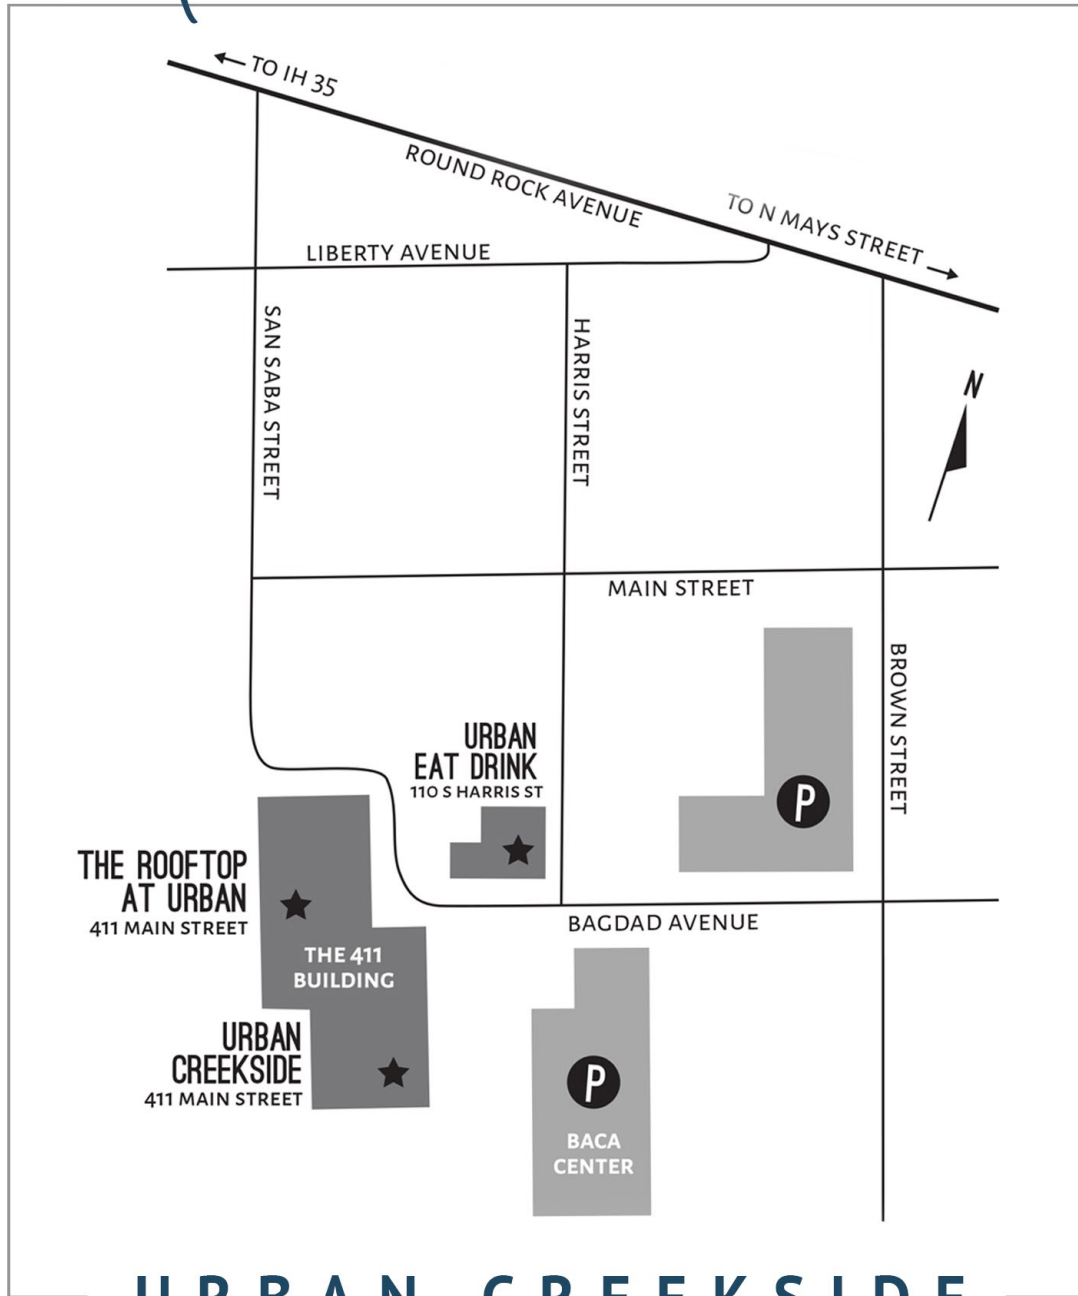 TO IH 35
ROUND ROCK AVENUE
TO N MAYS STREET
LIBERTY AVENUE
SAN SABA STREET
HARRIS STREET
N
MAIN STREET
BROWN STREET
URBAN
EAT DRINK
110 S HARRIS ST
P
THE ROOFTOP
AT URBAN
411 MAIN STREET
THE 411
BUILDING
BAGDAD AVENUE
URBAN
CREEKSIDE
411 MAIN STREET
P
BACA
CENTER
URBAN CREEKSIDE